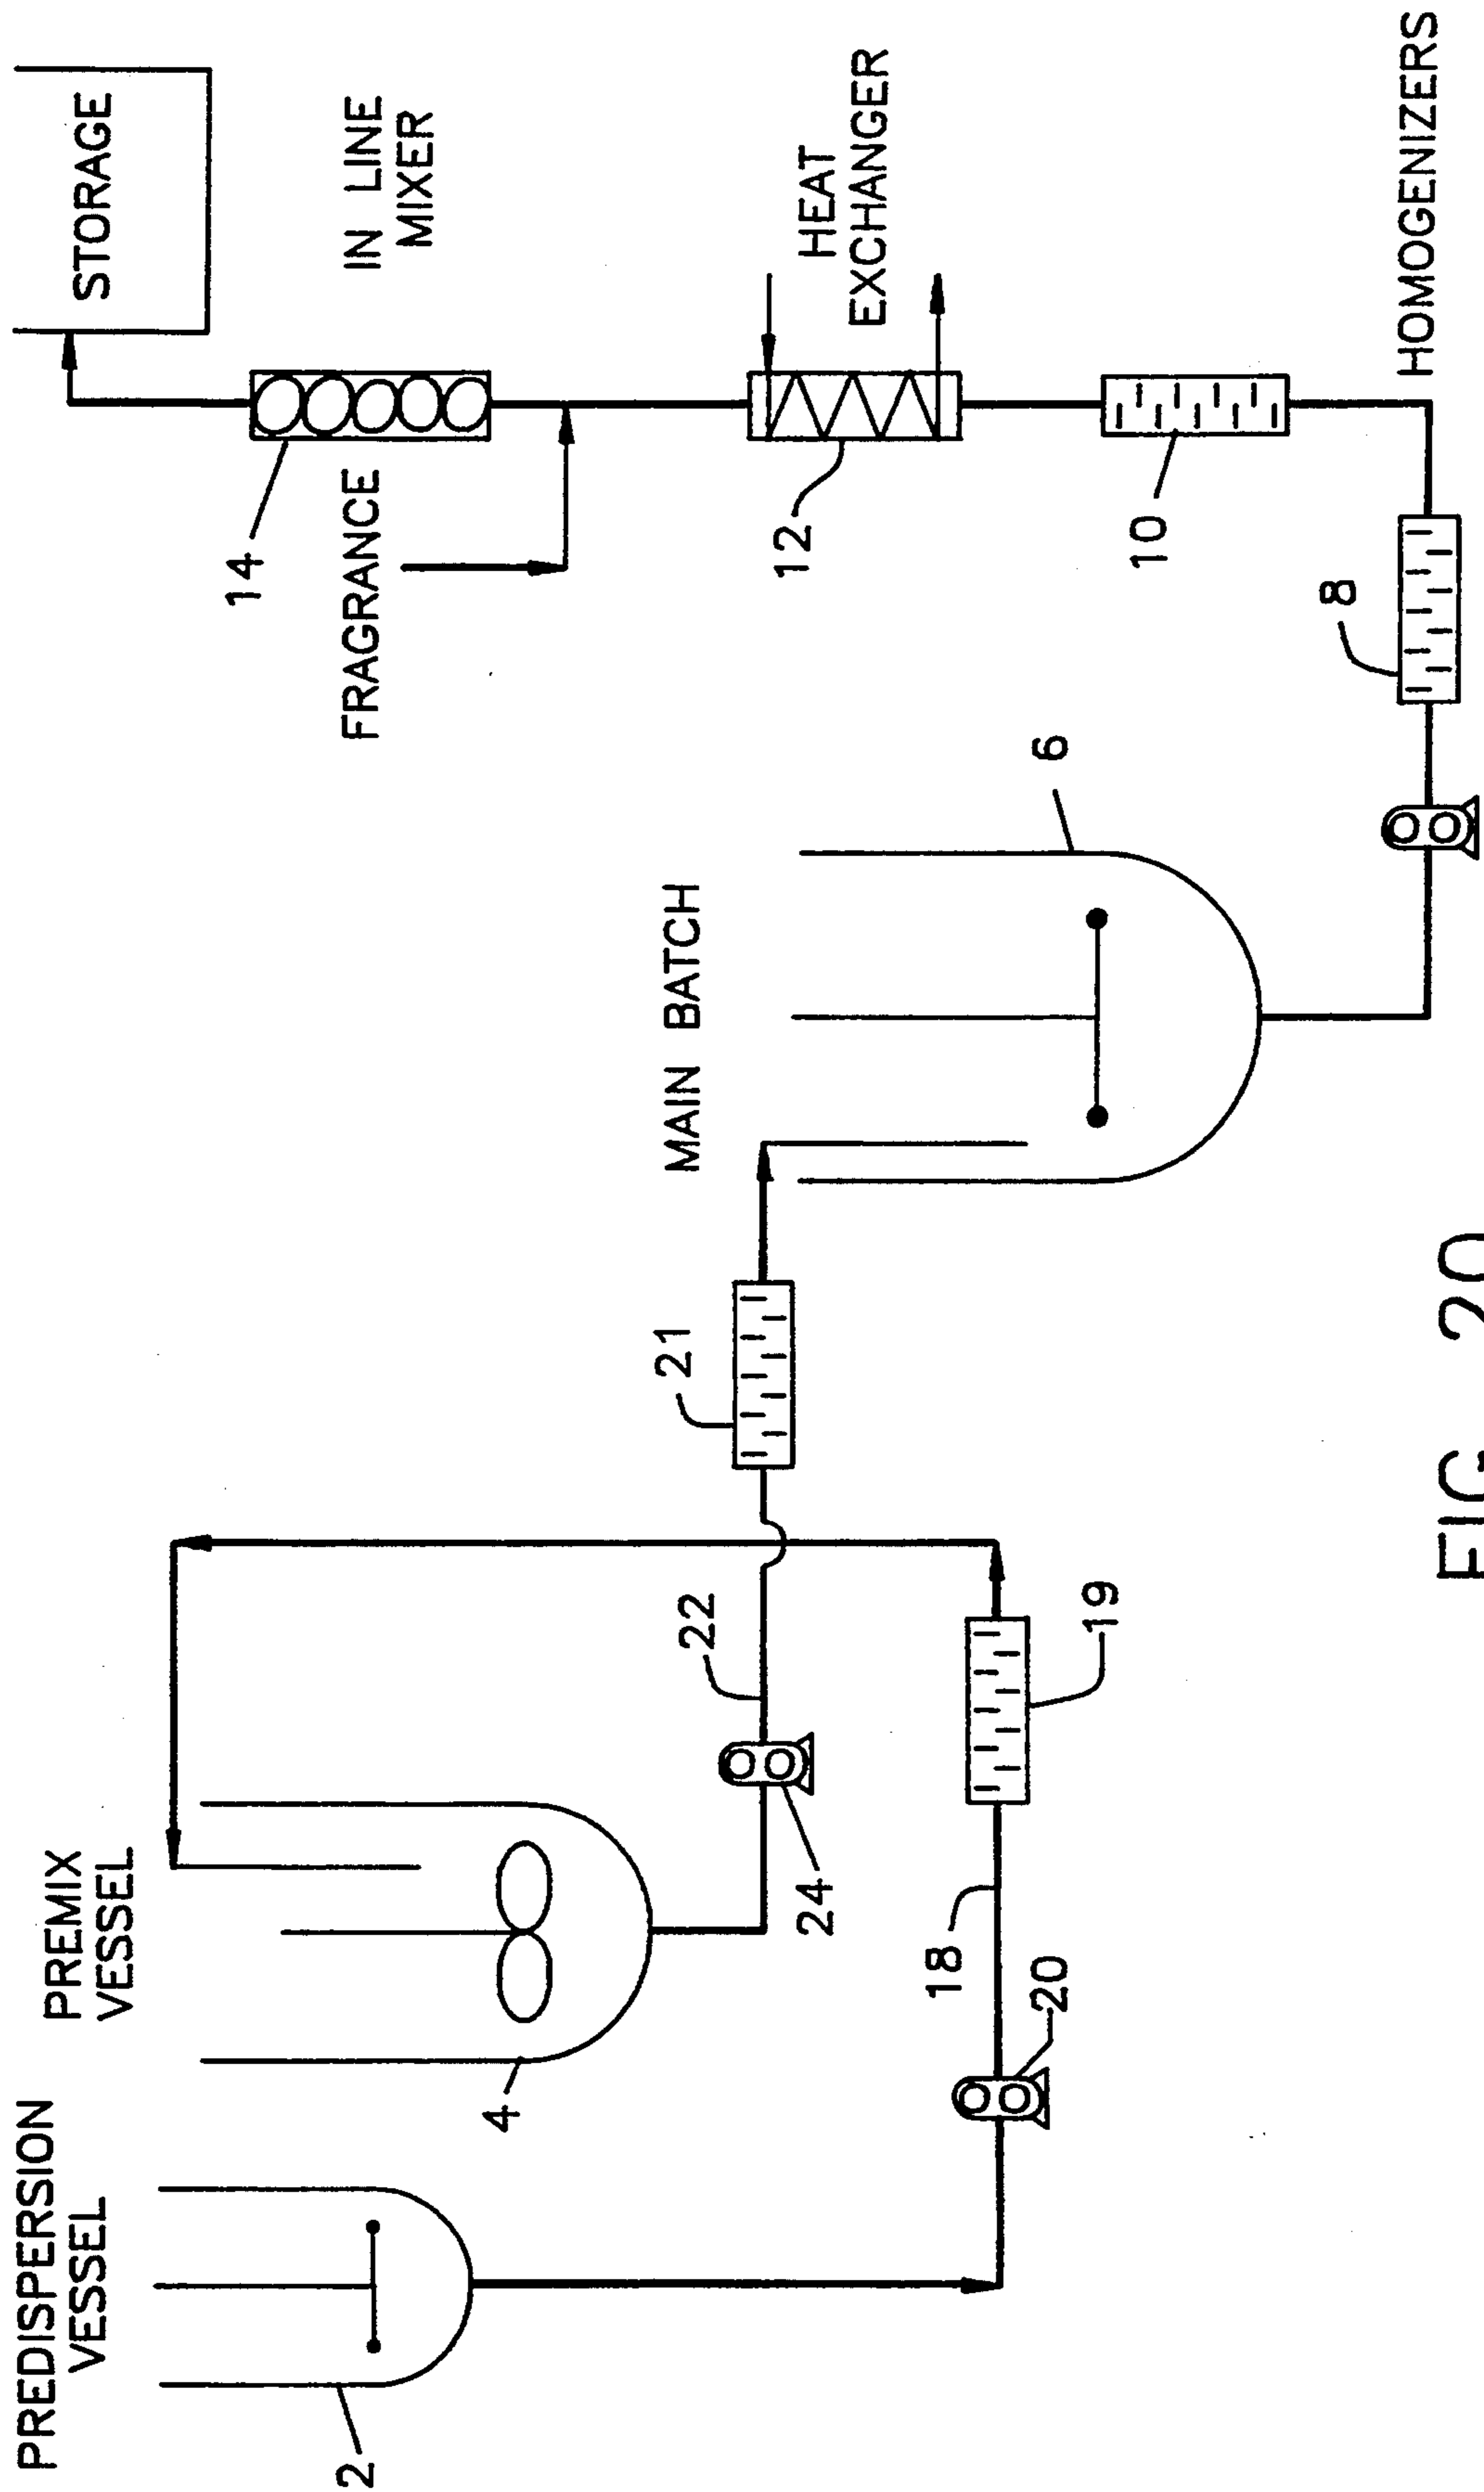 PREDISPERSION
VESSEL
2
PREMIX
VESSEL
4
24
22
18
20
19
21
MAIN BATCH
6
FRAGRANCE
14
12
10
8
STORAGE
IN LINE
MIXER
HEAT
EXCHANGER
HOMOGENIZERS
FIG. 20